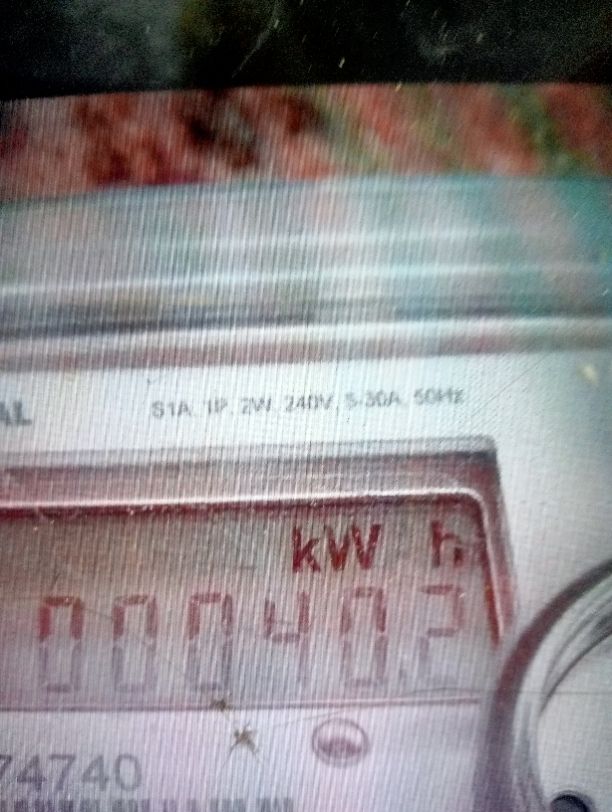 AL
S1A, 1P, 2W, 240V, 5-30A, 50Hz
kW h
00040.2
74740